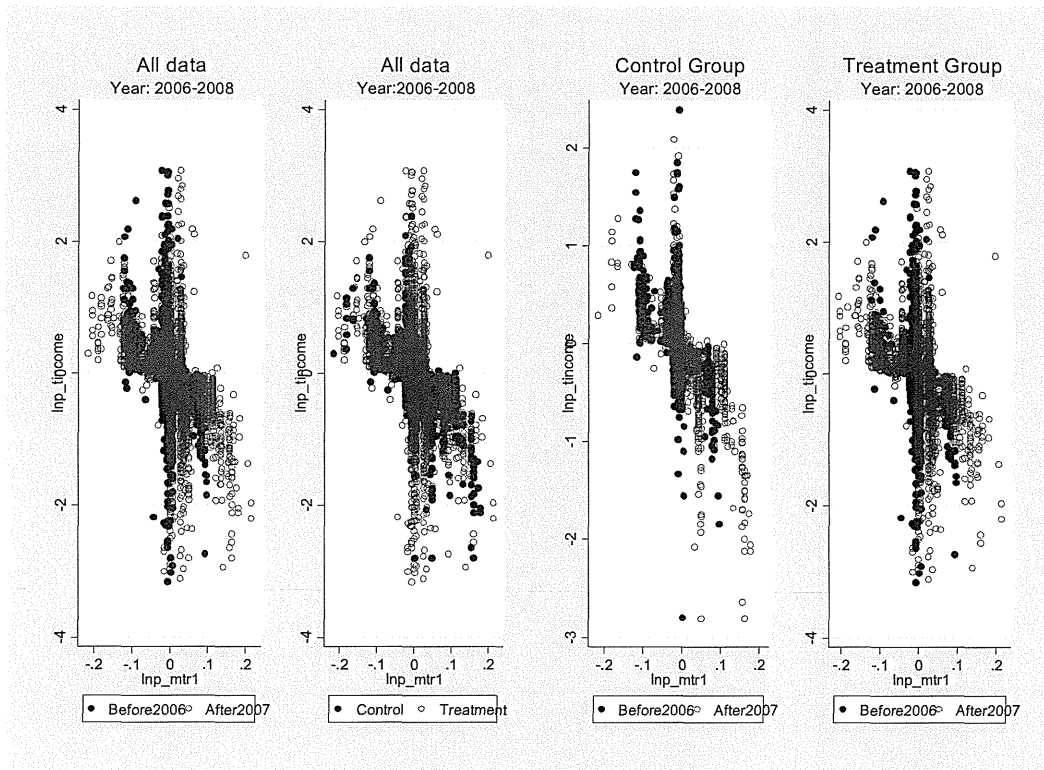 All data
Year: 2006-2008
4
2
0
-2
-4
lnp_tincome
-.2 -.1 0 .1 .2
lnp_mtr1
Before2006 After2007
All data
Year:2006-2008
4
2
0
-2
-4
lnp_tincome
-.2 -.1 0 .1 .2
lnp_mtr1
Control Treatment
Control Group
Year: 2006-2008
2
1
0
-1
-2
-3
lnp_tincome
-.2 -.1 0 .1 .2
lnp_mtr1
Before2006 After2007
Treatment Group
Year: 2006-2008
4
2
0
-2
-4
lnp_tincome
-.2 -.1 0 .1 .2
lnp_mtr1
Before2006 After2007